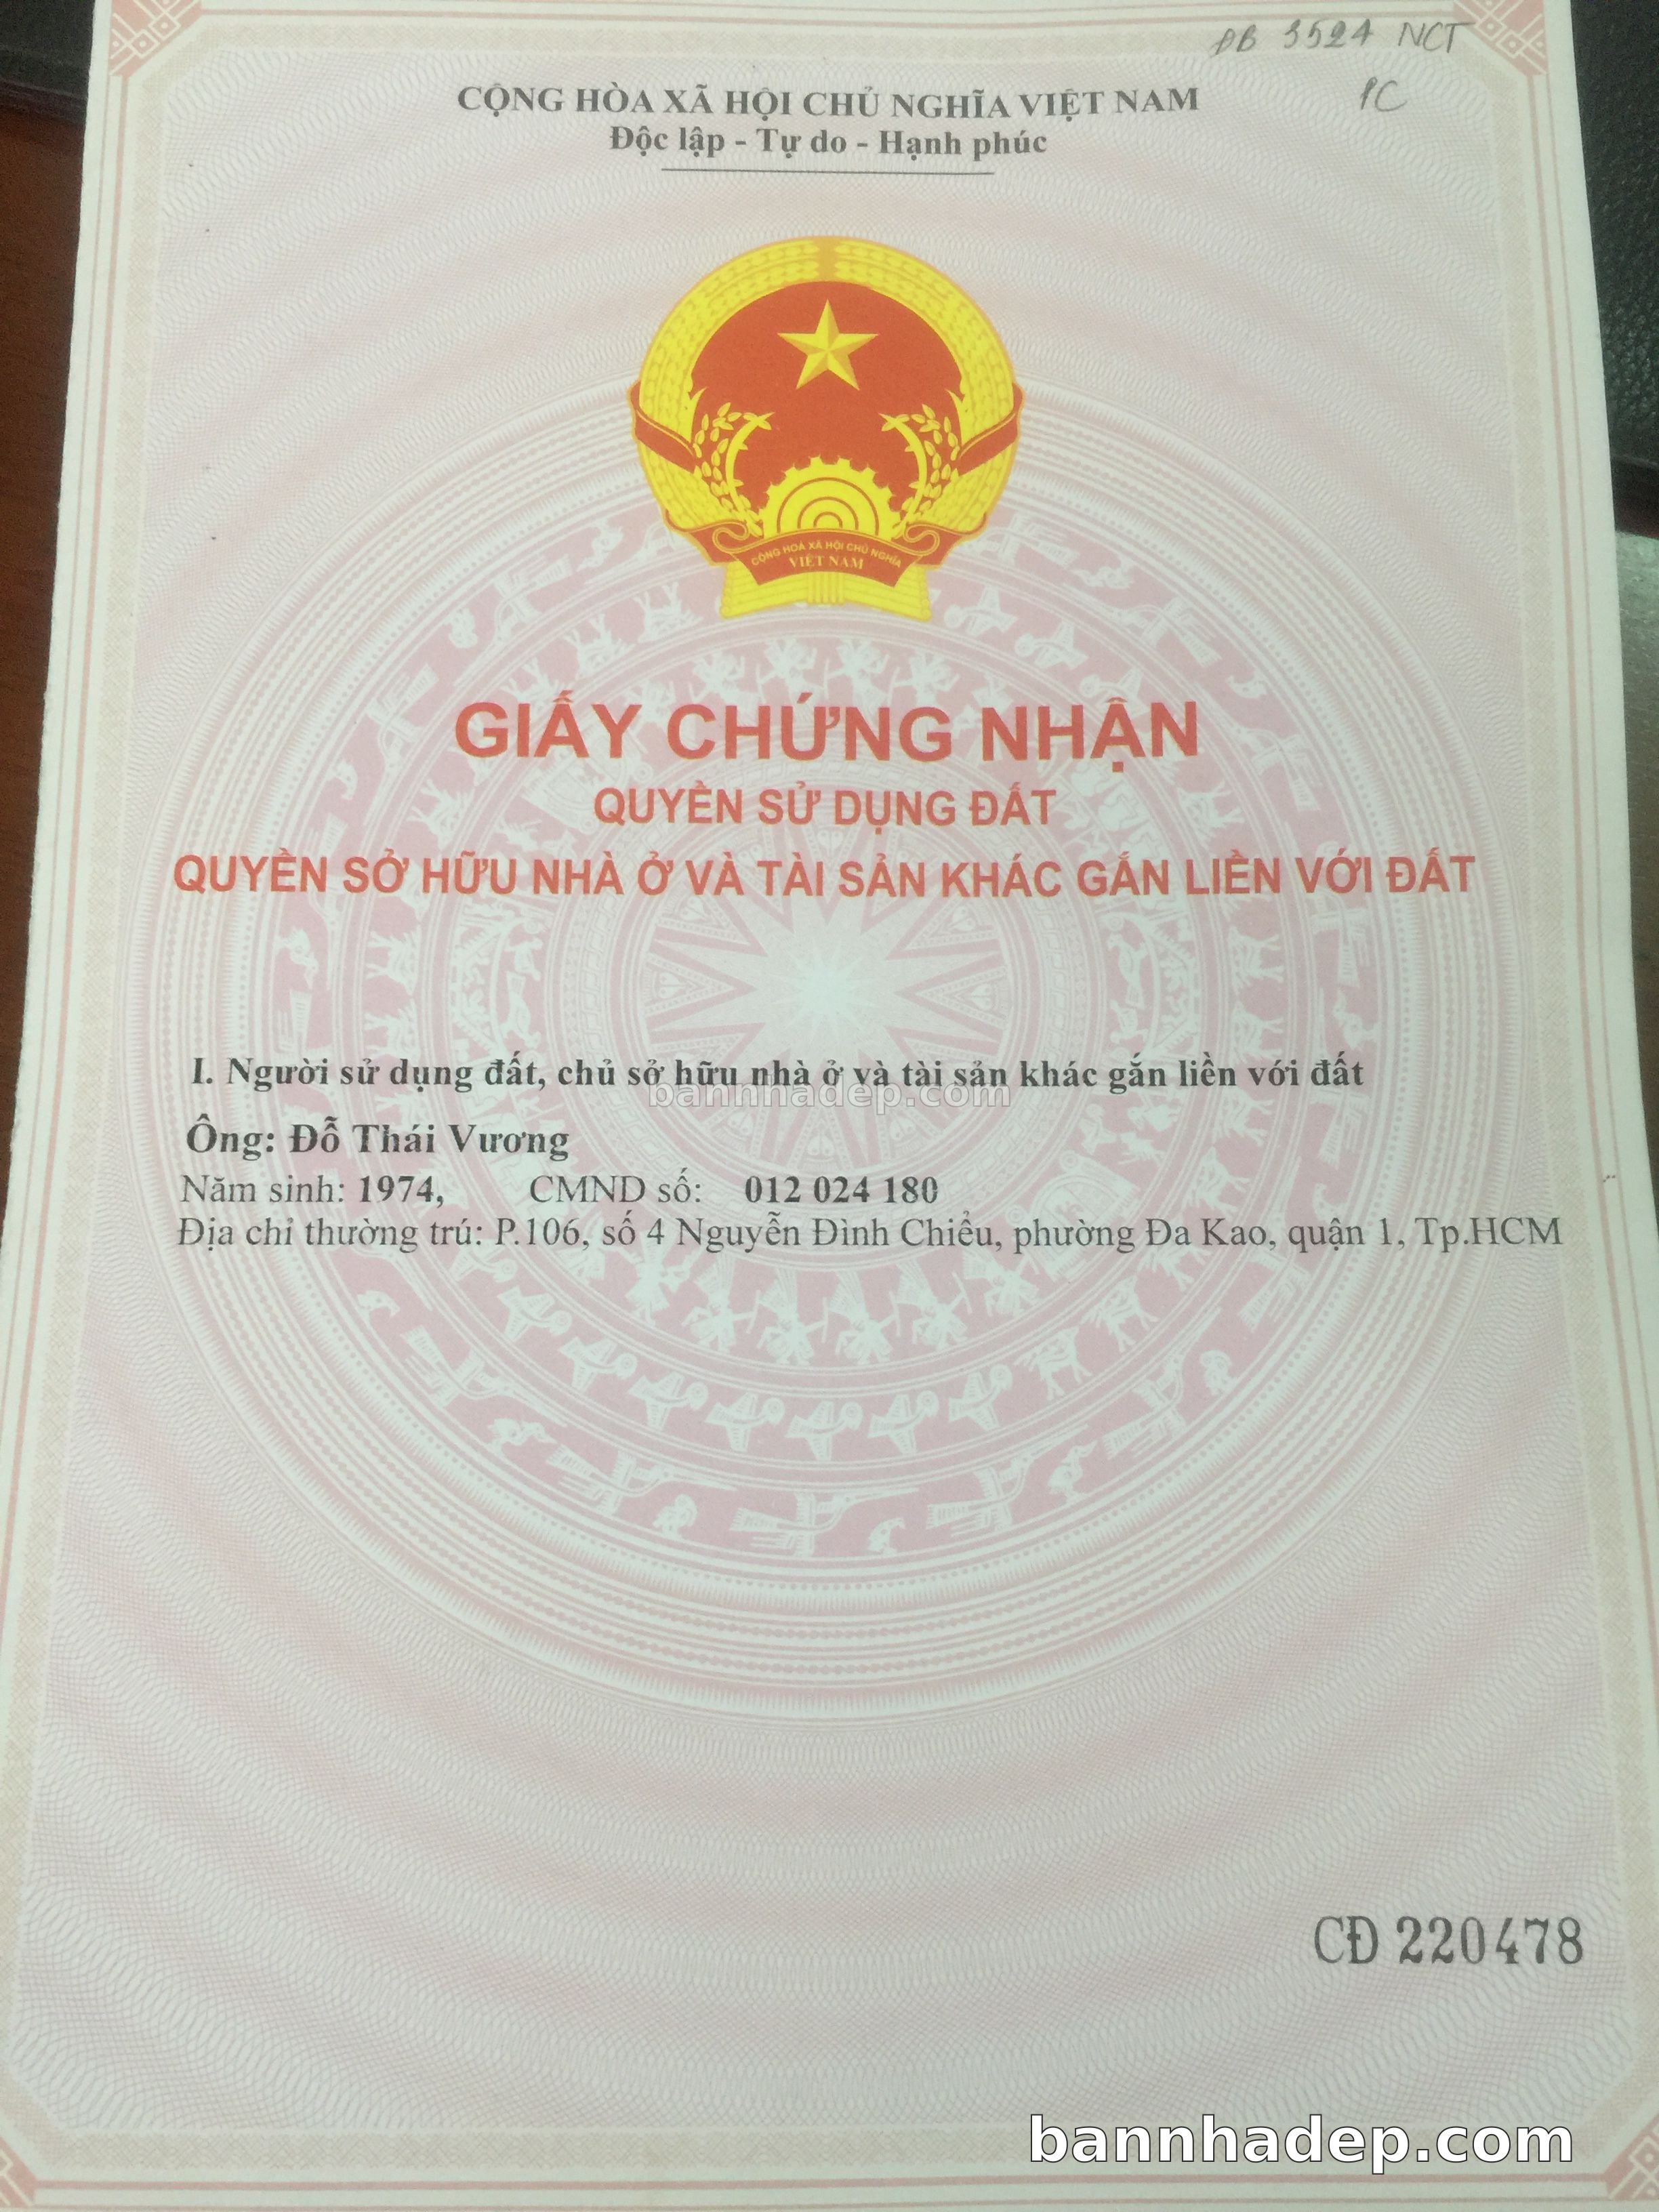 ĐB 3524 NCT
PC
CỘNG HÒA XÃ HỘI CHỦ NGHĨA VIỆT NAM
Độc lập - Tự do - Hạnh phúc
CỘNG HOÀ XÃ HỘI CHỦ NGHĨA
VIỆT NAM
GIẤY CHỨNG NHẬN
QUYỀN SỬ DỤNG ĐẤT
QUYỀN SỞ HỮU NHÀ Ở VÀ TÀI SẢN KHÁC GẮN LIỀN VỚI ĐẤT
I. Người sử dụng đất, chủ sở hữu nhà ở và tài sản khác gắn liền với đất
bannhadep.com
Ông: Đỗ Thái Vương
Năm sinh: 1974, CMND số: 012 024 180
Địa chỉ thường trú: P.106, số 4 Nguyễn Đình Chiểu, phường Đa Kao, quận 1, Tp.HCM
CĐ 220478
bannhadep.com